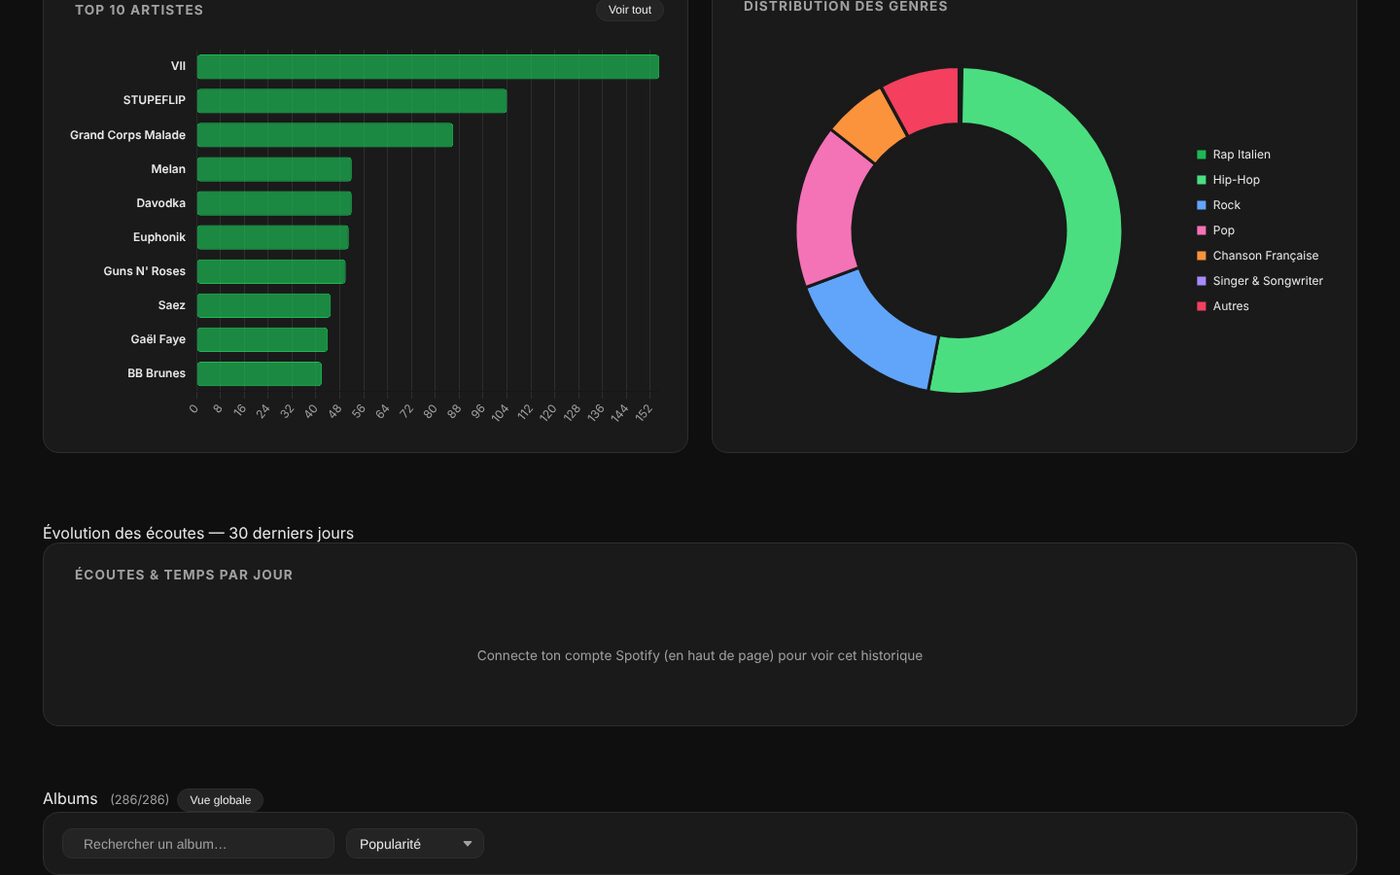 TOP 10 ARTISTES
Voir tout
VII
STUPEFLIP
Grand Corps Malade
Melan
Davodka
Euphonik
Guns N' Roses
Saez
Gaël Faye
BB Brunes
0 8 16 24 32 40 48 56 64 72 80 88 96 104 112 120 128 136 144 152
DISTRIBUTION DES GENRES
Rap Italien
Hip-Hop
Rock
Pop
Chanson Française
Singer & Songwriter
Autres
Évolution des écoutes — 30 derniers jours
ÉCOUTES & TEMPS PAR JOUR
Connecte ton compte Spotify (en haut de page) pour voir cet historique
Albums (286/286) Vue globale
Rechercher un album… Popularité